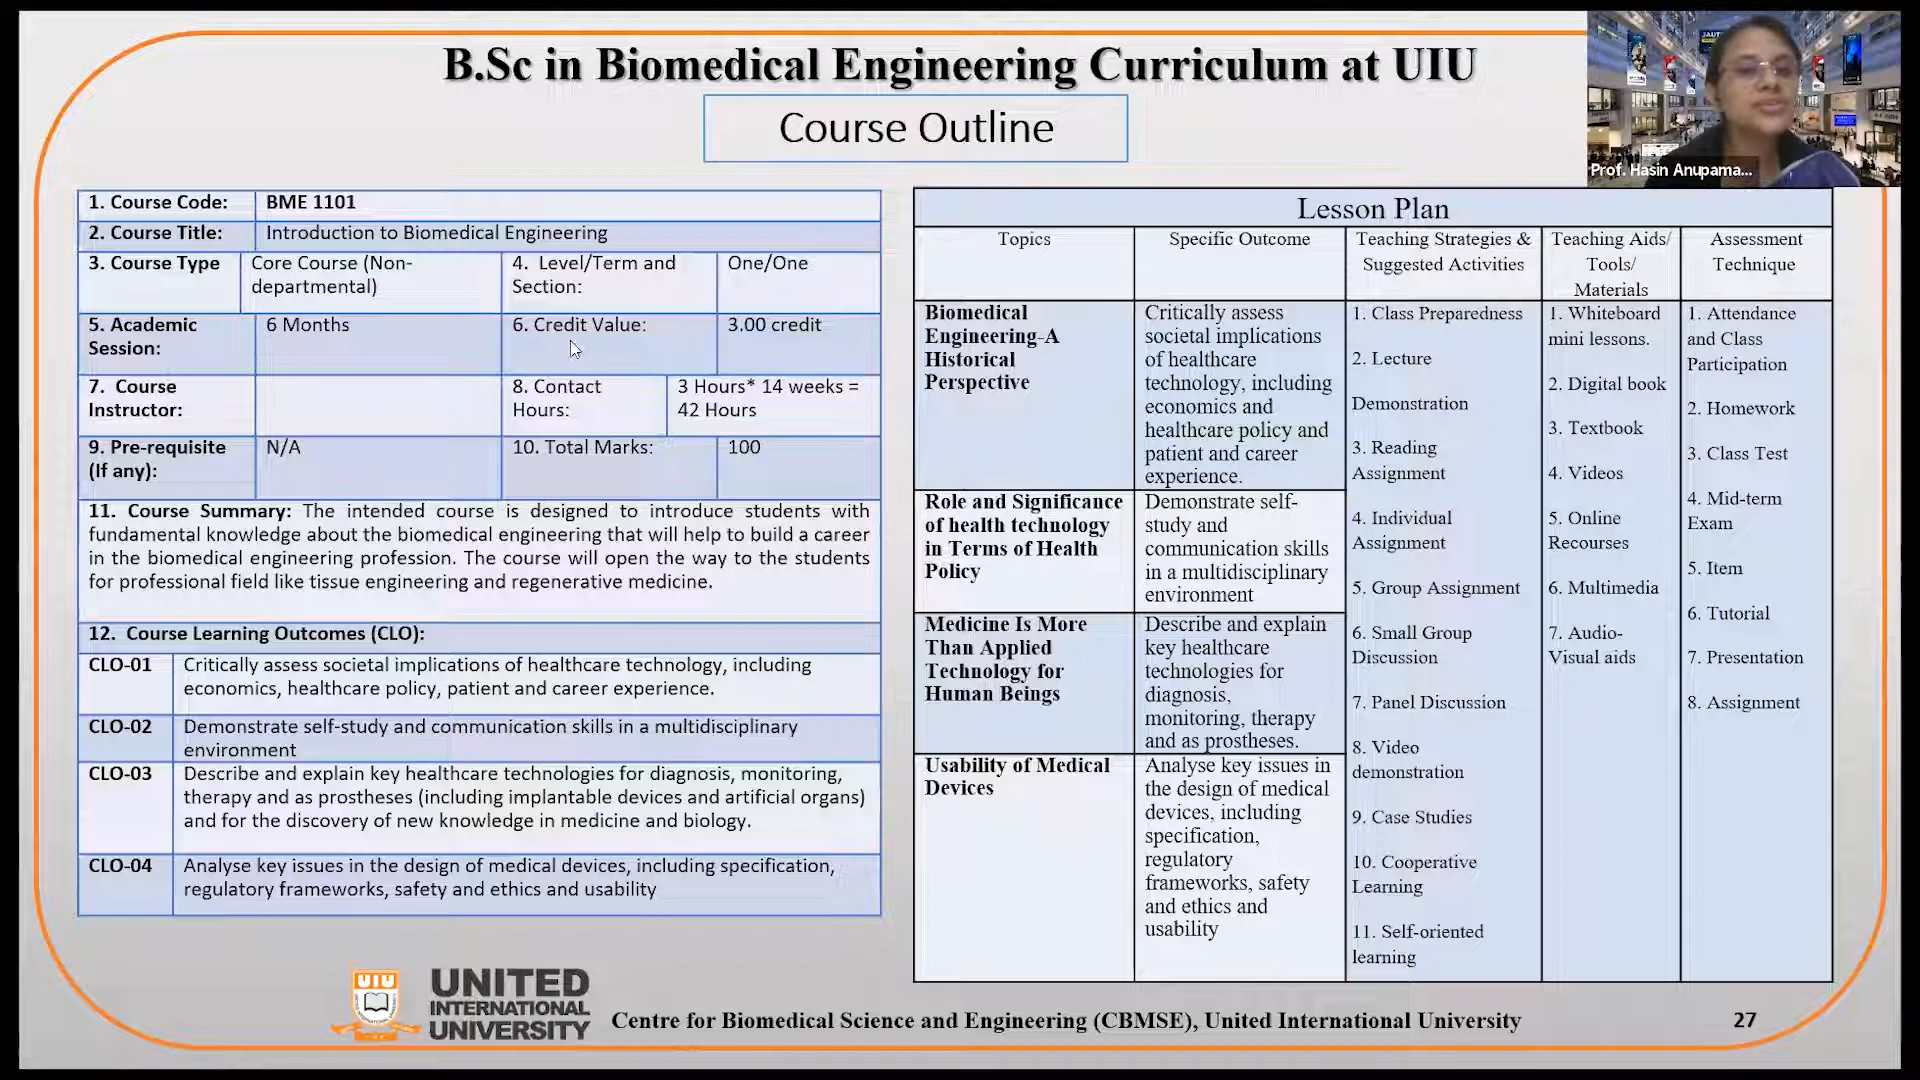 B.Sc in Biomedical Engineering Curriculum at UIU
Course Outline
Prof. Hasin Anupama...
1. Course Code: BME 1101
2. Course Title: Introduction to Biomedical Engineering
3. Course Type
Core Course (Non-
departmental)
4. Level/Term and
Section:
One/One
5. Academic
Session:
6 Months
6. Credit Value:
3.00 credit
7. Course
Instructor:
8. Contact
Hours:
3 Hours* 14 weeks =
42 Hours
9. Pre-requisite
(If any):
N/A
10. Total Marks:
100
11. Course Summary: The intended course is designed to introduce students with
fundamental knowledge about the biomedical engineering that will help to build a career
in the biomedical engineering profession. The course will open the way to the students
for professional field like tissue engineering and regenerative medicine.
12. Course Learning Outcomes (CLO):
CLO-01
Critically assess societal implications of healthcare technology, including
economics, healthcare policy, patient and career experience.
CLO-02
Demonstrate self-study and communication skills in a multidisciplinary
environment
CLO-03
Describe and explain key healthcare technologies for diagnosis, monitoring,
therapy and as prostheses (including implantable devices and artificial organs)
and for the discovery of new knowledge in medicine and biology.
CLO-04
Analyse key issues in the design of medical devices, including specification,
regulatory frameworks, safety and ethics and usability
Lesson Plan
Topics
Specific Outcome
Teaching Strategies &
Suggested Activities
Teaching Aids/
Tools/
Materials
Assessment
Technique
Biomedical
Engineering-A
Historical
Perspective
Critically assess
societal implications
of healthcare
technology, including
economics and
healthcare policy and
patient and career
experience.
Role and Significance
of health technology
in Terms of Health
Policy
Demonstrate self-
study and
communication skills
in a multidisciplinary
environment
Medicine Is More
Than Applied
Technology for
Human Beings
Describe and explain
key healthcare
technologies for
diagnosis,
monitoring, therapy
and as prostheses.
Usability of Medical
Devices
Analyse key issues in
the design of medical
devices, including
specification,
regulatory
frameworks, safety
and ethics and
usability
1. Class Preparedness
2. Lecture
Demonstration
3. Reading
Assignment
4. Individual
Assignment
5. Group Assignment
6. Small Group
Discussion
7. Panel Discussion
8. Video
demonstration
9. Case Studies
10. Cooperative
Learning
11. Self-oriented
learning
1. Whiteboard
mini lessons.
2. Digital book
3. Textbook
4. Videos
5. Online
Recourses
6. Multimedia
7. Audio-
Visual aids
1. Attendance
and Class
Participation
2. Homework
3. Class Test
4. Mid-term
Exam
5. Item
6. Tutorial
7. Presentation
8. Assignment
UIU
UNITED
INTERNATIONAL
UNIVERSITY
Centre for Biomedical Science and Engineering (CBMSE), United International University
27